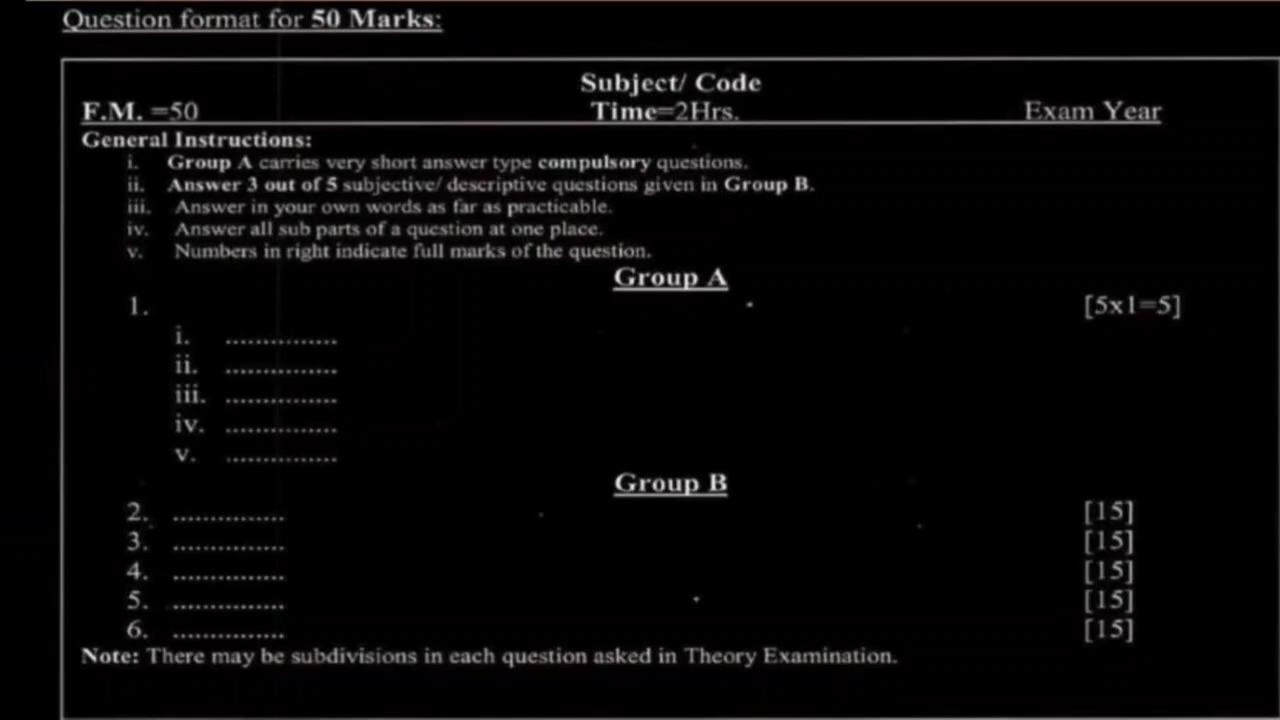 Question format for 50 Marks:
Subject/ Code
F.M. =50 Time=2Hrs. Exam Year
General Instructions:
i. Group A carries very short answer type compulsory questions.
ii. Answer 3 out of 5 subjective/ descriptive questions given in Group B.
iii. Answer in your own words as far as practicable.
iv. Answer all sub parts of a question at one place.
v. Numbers in right indicate full marks of the question.
Group A
1. [5x1=5]
i. ...............
ii. ...............
iii. ...............
iv. ...............
v. ...............
Group B
2. ............... [15]
3. ............... [15]
4. ............... [15]
5. ............... [15]
6. ............... [15]
Note: There may be subdivisions in each question asked in Theory Examination.